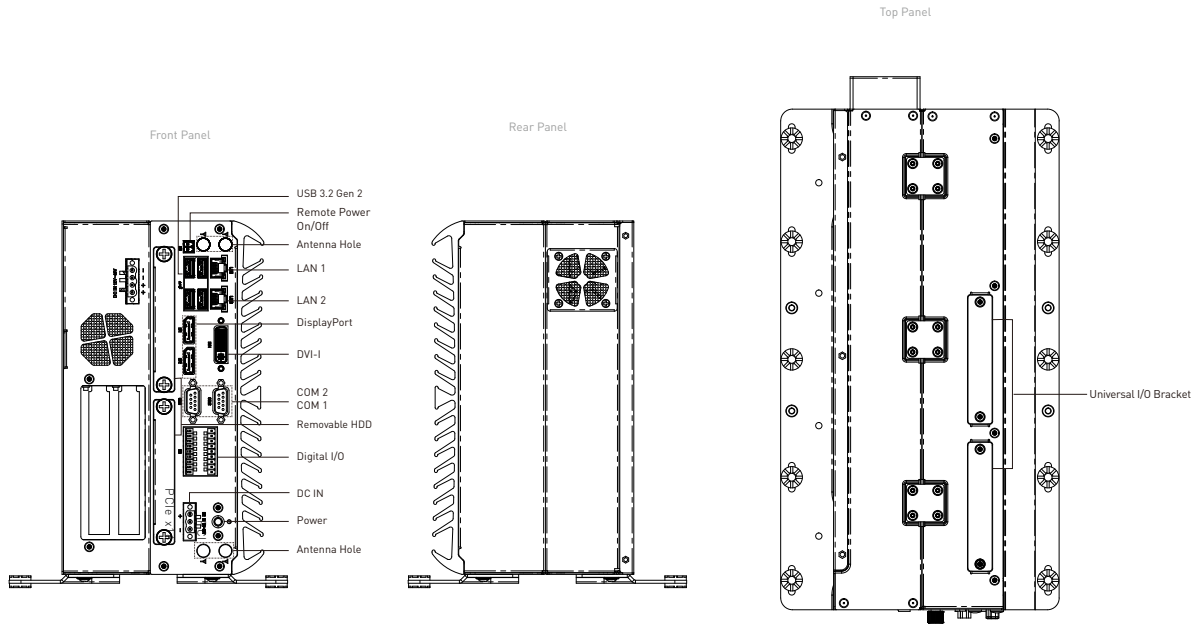 Top Panel
Front Panel
Rear Panel
USB 3.2 Gen 2
Remote Power
On/Off
Antenna Hole
LAN 1
LAN 2
DisplayPort
DVI-I
COM 2
COM 1
Removable HDD
Digital I/O
DC IN
Power
Antenna Hole
PCIe x1
Universal I/O Bracket